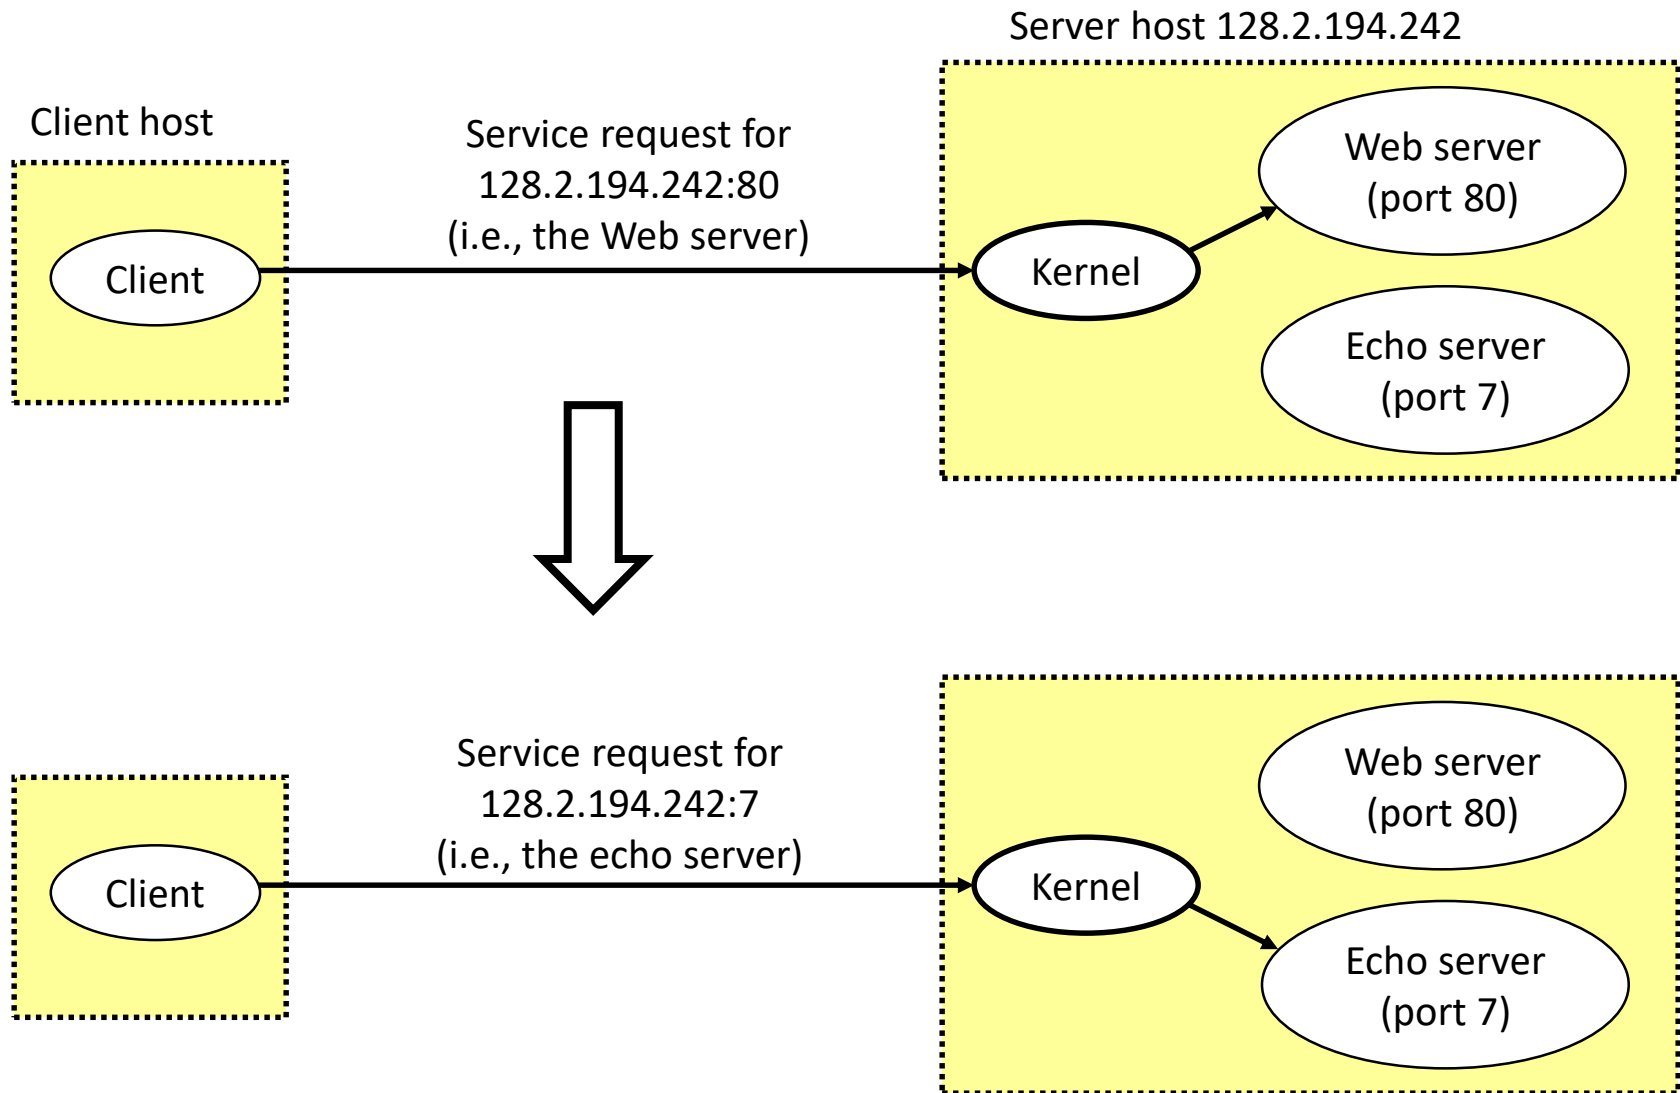 Server host 128.2.194.242
Client host
Service request for
128.2.194.242:80
(i.e., the Web server)
Client
Kernel
Web server
(port 80)
Echo server
(port 7)
Service request for
128.2.194.242:7
(i.e., the echo server)
Client
Kernel
Web server
(port 80)
Echo server
(port 7)